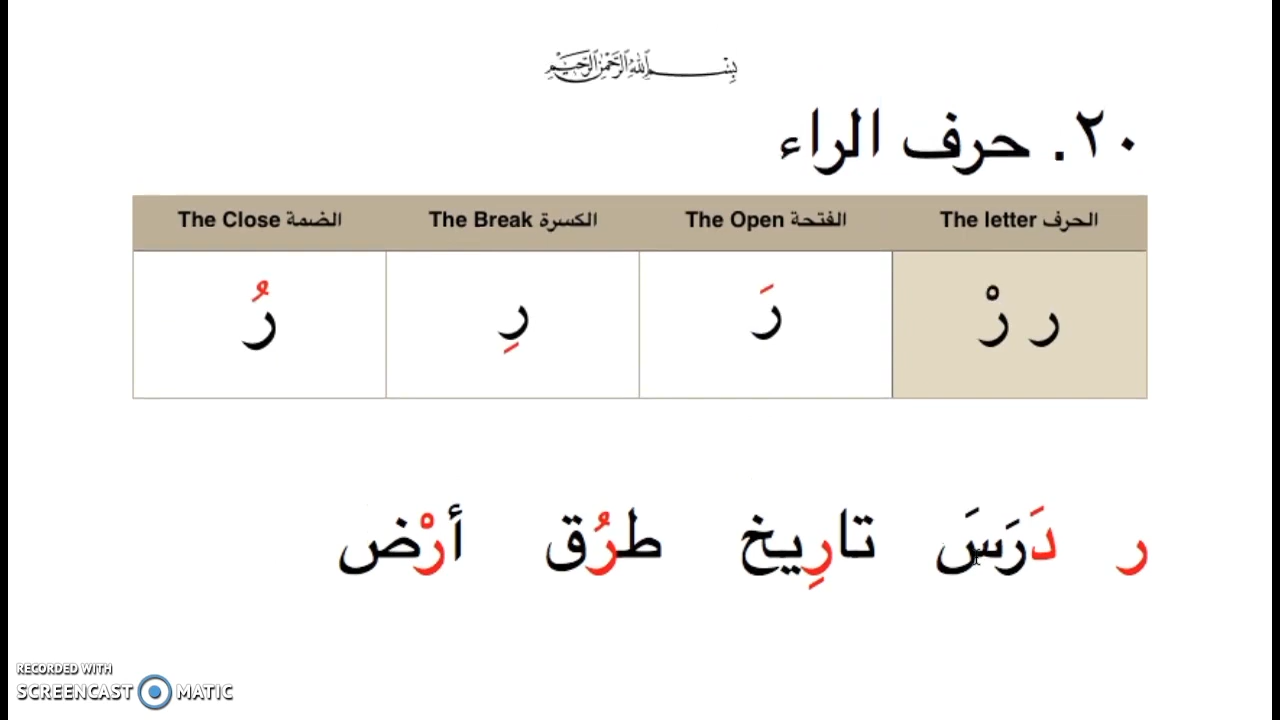 بِسْمِ اللَّهِ الرَّحْمَٰنِ الرَّحِيمِ
٢٠. حرف الراء
الحرف The letter الفتحة The Open الكسرة The Break الضمة The Close
ر رْ رَ رِ رُ
ر دَرَسَ تارِيخ طرُق أرْض
RECORDED WITH
SCREENCAST MATIC